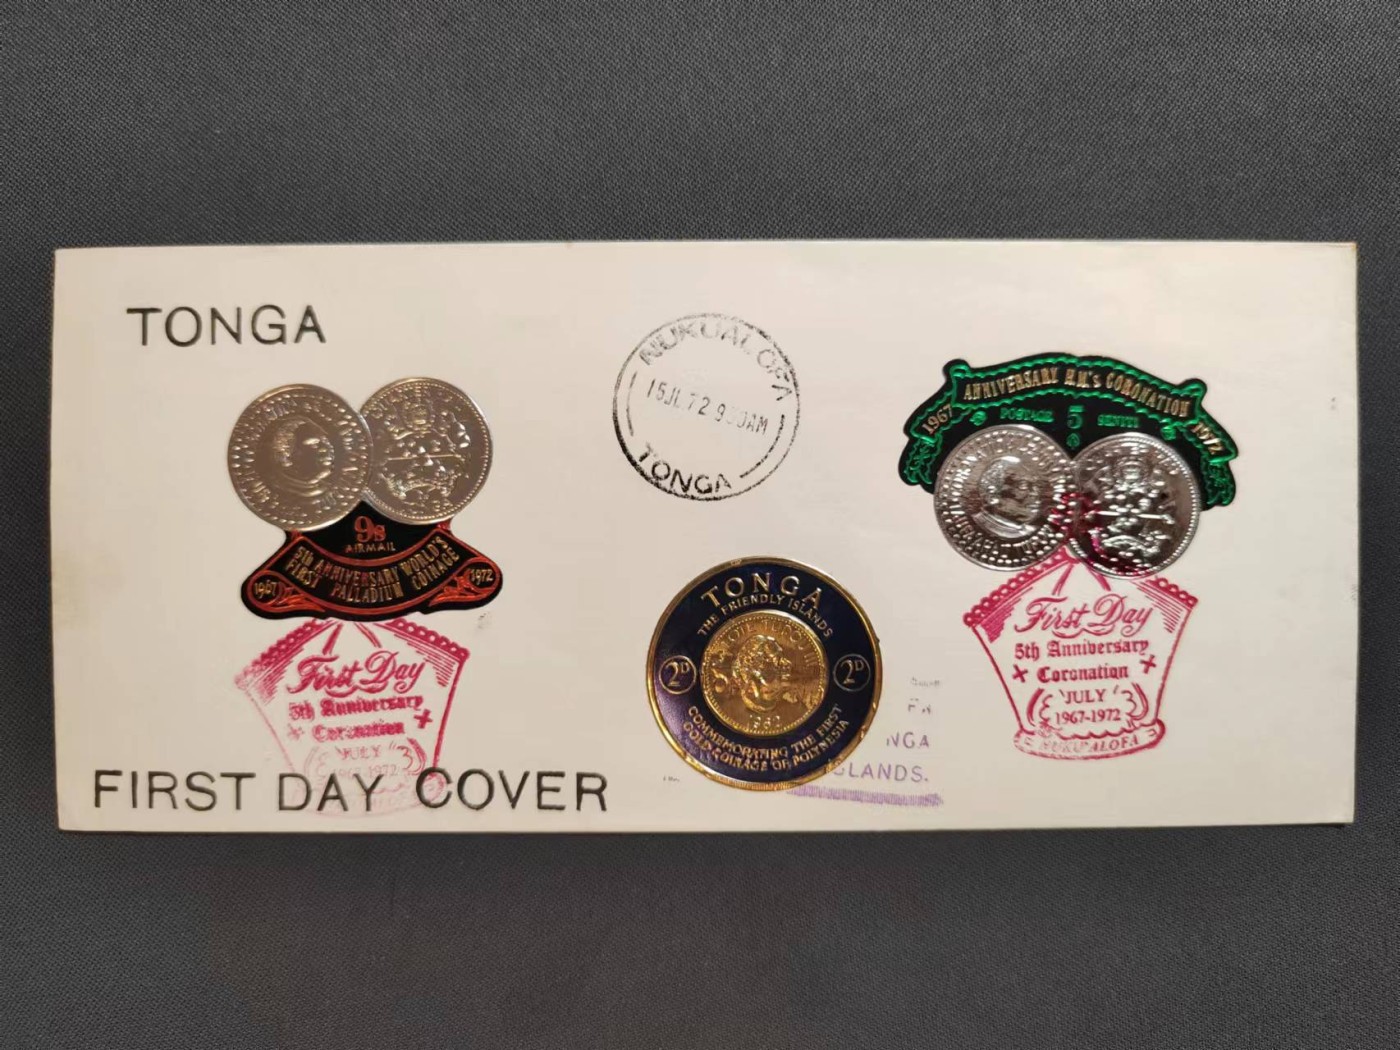 TONGA
NUKUALOFA
15 JL 72 9 30AM
TONGA
9s
AIRMAIL
5th ANNIVERSARY WORLD'S
FIRST PALLADIUM COINAGE
1967
1972
ANNIVERSARY H.M's CORONATION
1967
POSTAGE 5 SENITI
1972
First Day
5th Anniversary
Coronation
JULY
1967-1972
First Day
5th Anniversary
Coronation
JULY
1967-1972
NUKU'ALOFA
TONGA
THE FRIENDLY ISLANDS
2D
2D
1962
COMMEMORATING THE FIRST
GOLD COINAGE OF POLYNESIA
NGA
ISLANDS.
FIRST DAY COVER